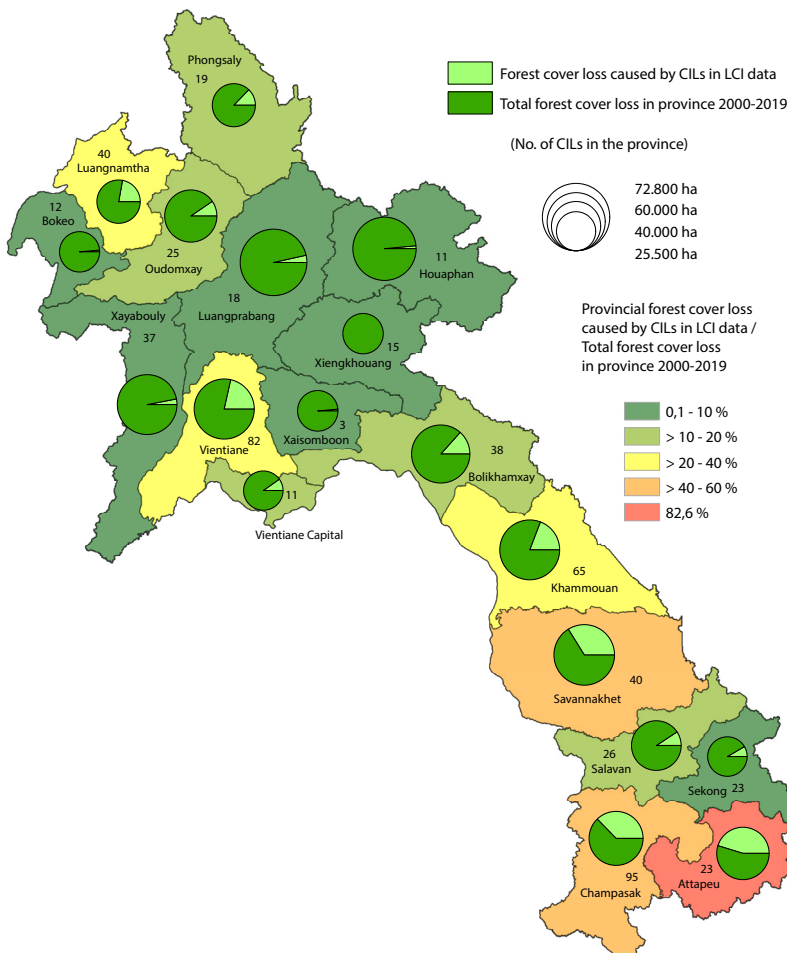 Phongsaly
19
Forest cover loss caused by CILs in LCI data
Total forest cover loss in province 2000-2019
(No. of CILs in the province)
72.800 ha
60.000 ha
40.000 ha
25.500 ha
40
Luangnamtha
12
Bokeo
25
Oudomxay
18
Luangprabang
11
Houaphan
Xayabouly
37
15
Xiengkhouang
Provincial forest cover loss
caused by CILs in LCI data /
Total forest cover loss
in province 2000-2019
0,1 - 10 %
> 10 - 20 %
> 20 - 40 %
> 40 - 60 %
82,6 %
82
Vientiane
3
Xaisomboon
38
Bolikhamxay
11
Vientiane Capital
65
Khammouan
40
Savannakhet
26
Salavan
Sekong 23
95
Champasak
23
Attapeu